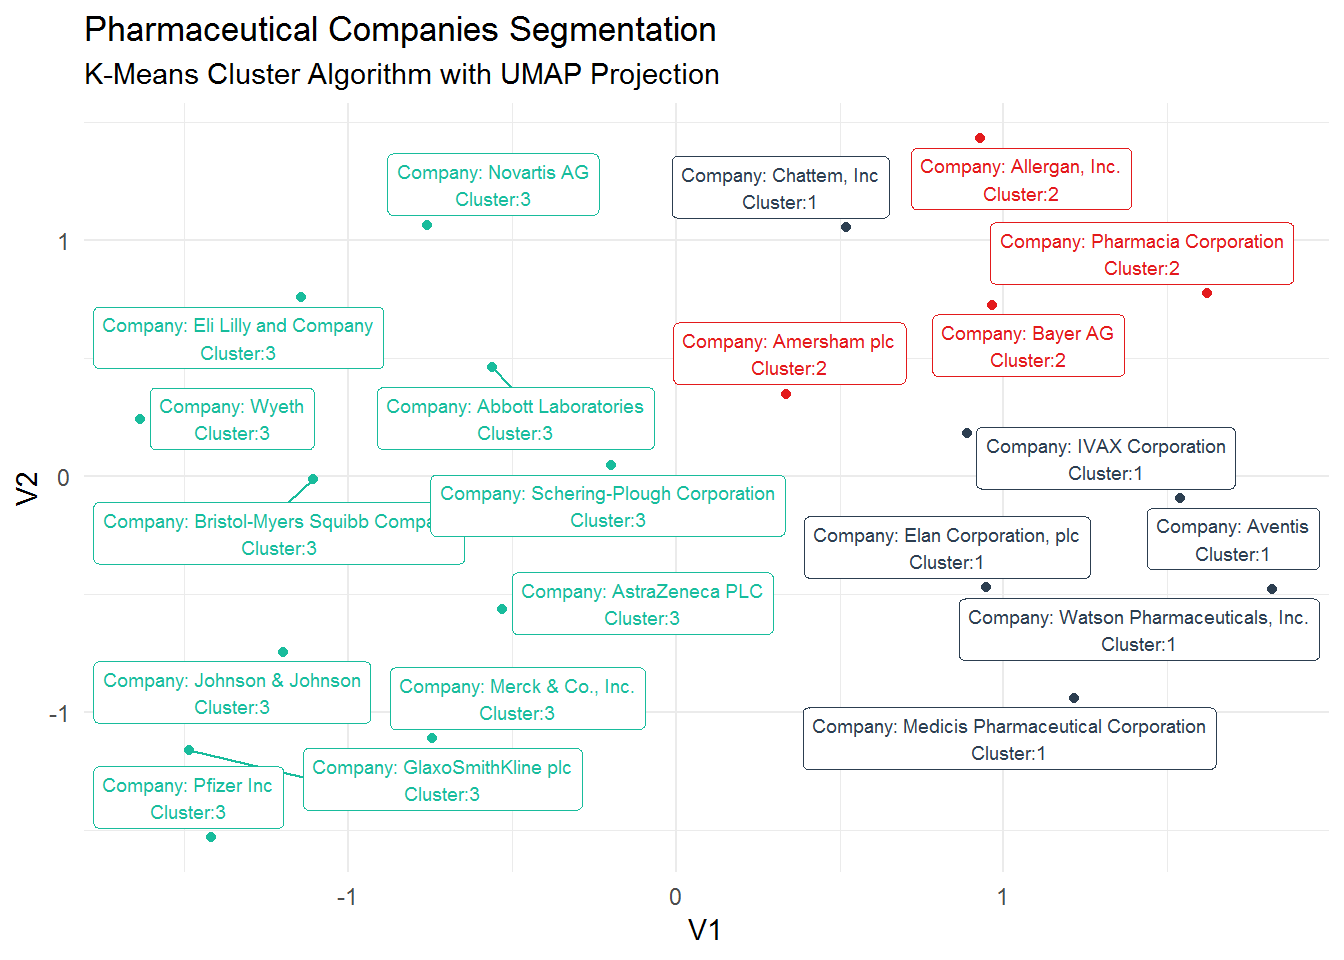 Pharmaceutical Companies Segmentation
K-Means Cluster Algorithm with UMAP Projection
Company: Novartis AG
Cluster:3
Company: Chattem, Inc
Cluster:1
Company: Allergan, Inc.
Cluster:2
Company: Pharmacia Corporation
Cluster:2
Company: Eli Lilly and Company
Cluster:3
Company: Amersham plc
Cluster:2
Company: Bayer AG
Cluster:2
Company: Wyeth
Cluster:3
Company: Abbott Laboratories
Cluster:3
Company: IVAX Corporation
Cluster:1
Company: Bristol-Myers Squibb Compa
Cluster:3
Company: Schering-Plough Corporation
Cluster:3
Company: Elan Corporation, plc
Cluster:1
Company: Aventis
Cluster:1
Company: AstraZeneca PLC
Cluster:3
Company: Watson Pharmaceuticals, Inc.
Cluster:1
Company: Johnson & Johnson
Cluster:3
Company: Merck & Co., Inc.
Cluster:3
Company: Medicis Pharmaceutical Corporation
Cluster:1
Company: GlaxoSmithKline plc
Cluster:3
Company: Pfizer Inc
Cluster:3
1
0
-1
V2
-1
0
1
V1